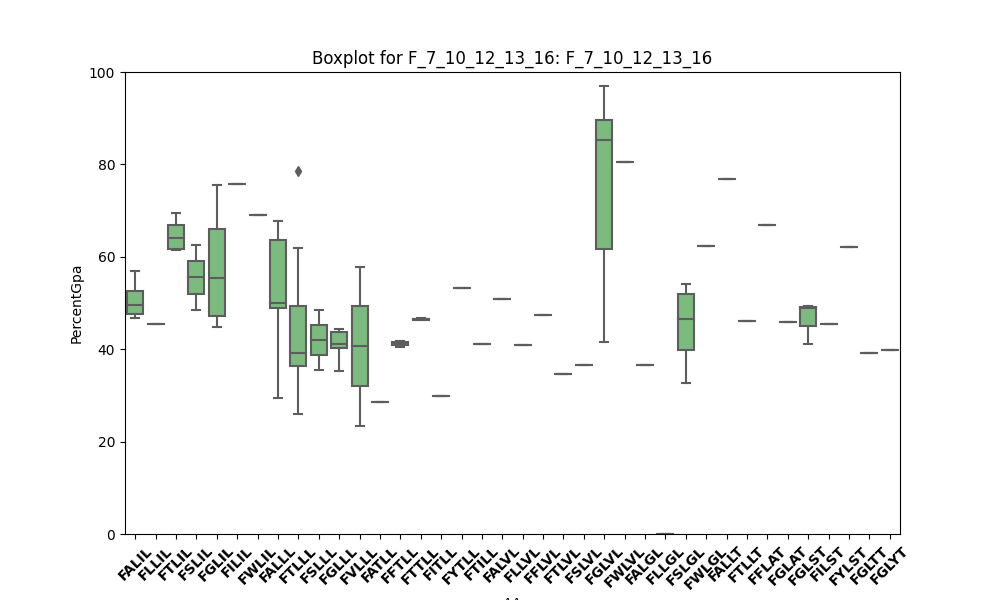 Boxplot for F_7_10_12_13_16: F_7_10_12_13_16
PercentGpa
100
80
60
40
20
0
FALIL
FLLIL
FTLIL
FSLIL
FGLIL
FILIL
FWLIL
FALLL
FTLLL
FSLLL
FGLLL
FVLLL
FATLL
FFTLL
FTTLL
FITLL
FYTLL
FTILL
FALVL
FLLVL
FFLVL
FTLVL
FSLVL
FGLVL
FWLVL
FALGL
FLLGL
FSLGL
FWLGL
FALLT
FTLLT
FFLAT
FGLAT
FGLST
FILST
FYLST
FGLTT
FGLYT